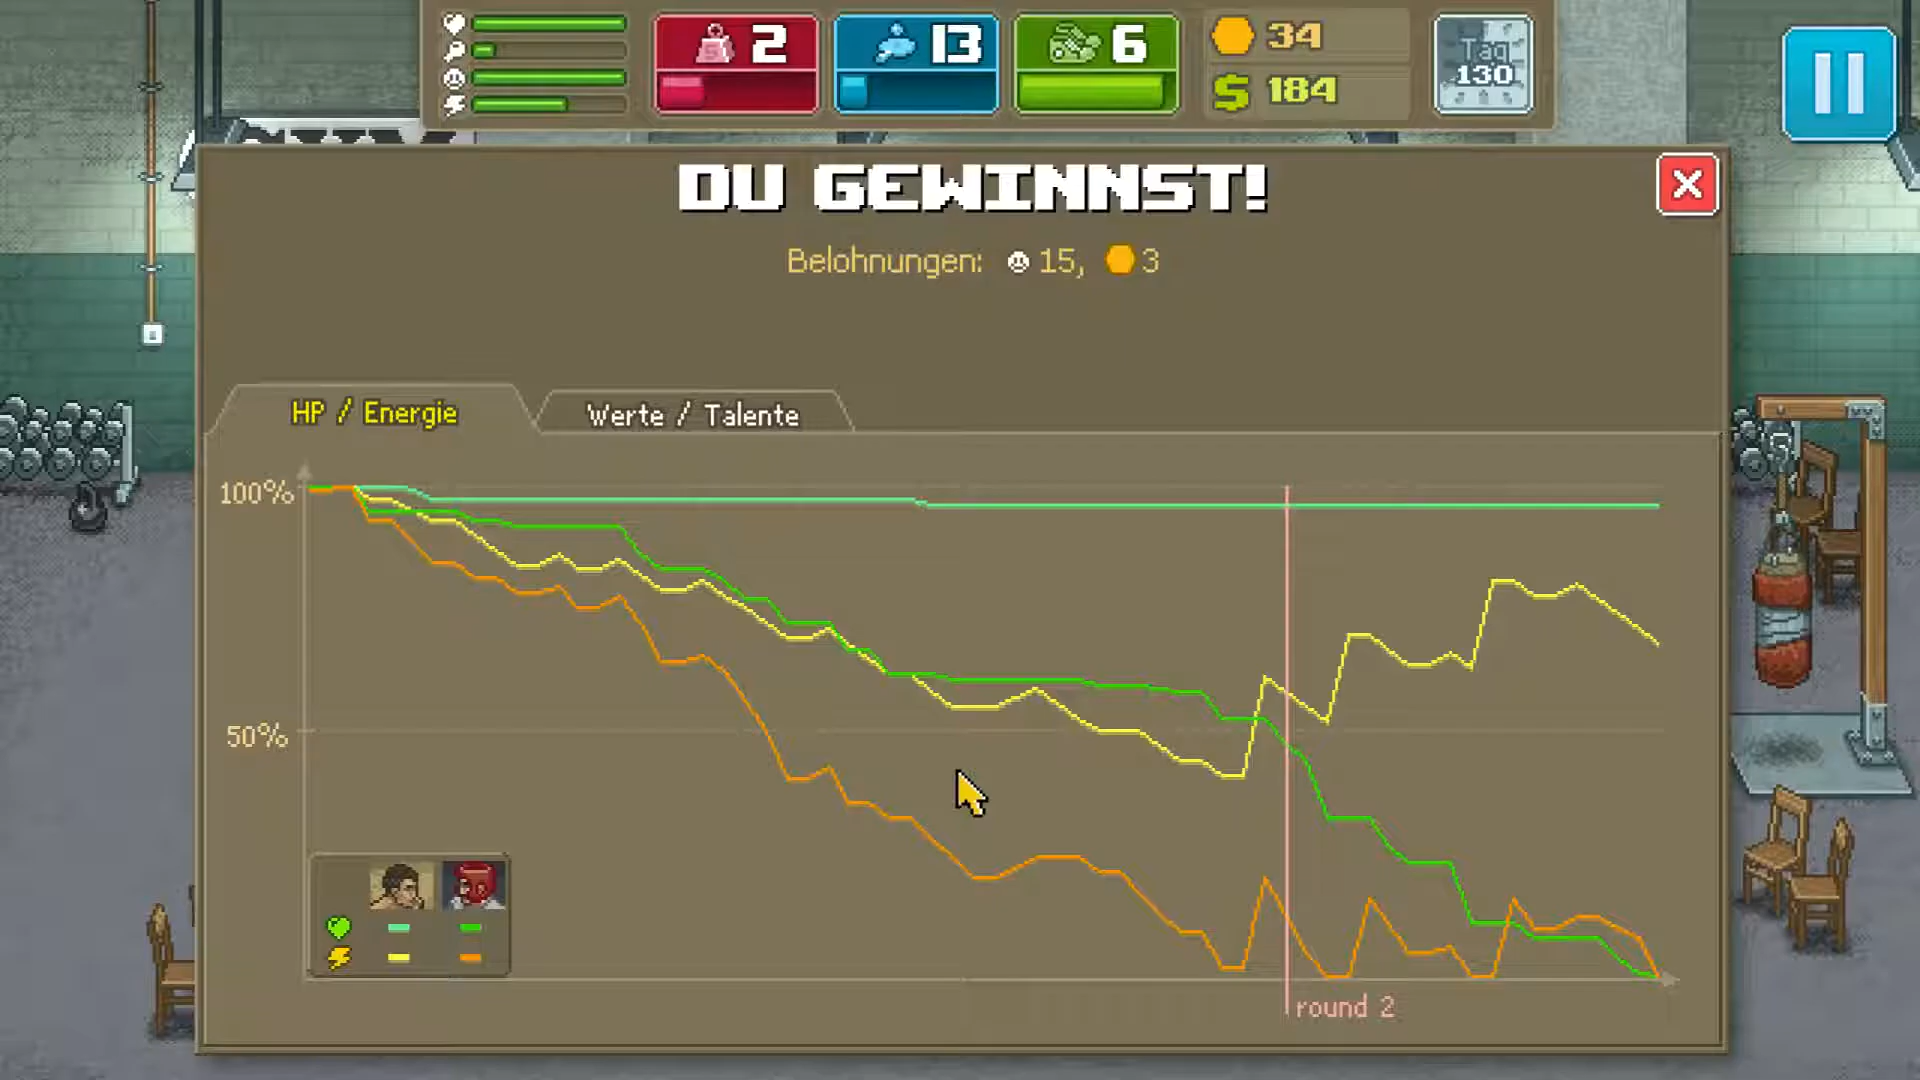 2
13
6
34
$ 184
Tag
130
DU GEWINNST!
Belohnungen: 15, 3
HP / Energie
Werte / Talente
100%
50%
round 2